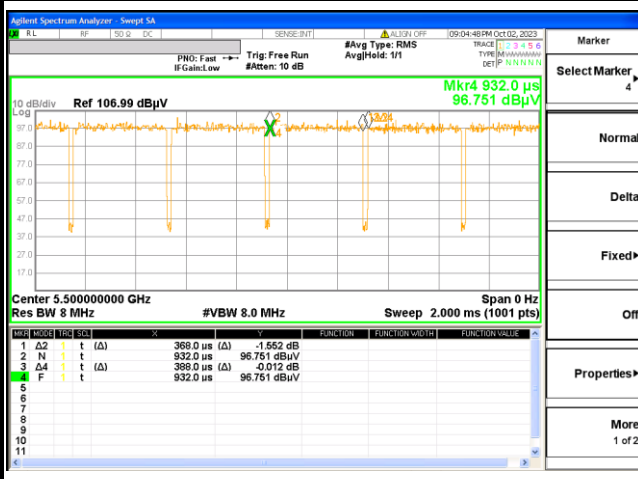 Agilent Spectrum Analyzer - Swept SA
RL RF 50 Ω DC SENSE:INT ALIGN OFF 09:04:48 PM Oct 02, 2023
#Avg Type: RMS TRACE 1 2 3 4 5 6
PNO: Fast Trig: Free Run Avg|Hold: 1/1 TYPE MWWWWW
IFGain:Low #Atten: 10 dB DET P N N N N N
Mkr4 932.0 µs
10 dB/div Ref 106.99 dBµV 96.751 dBµV
Log
97.0
87.0
77.0
67.0
57.0
47.0
37.0
27.0
17.0
Center 5.500000000 GHz Span 0 Hz
Res BW 8 MHz #VBW 8.0 MHz Sweep 2.000 ms (1001 pts)
MKR MODE TRC SCL X Y FUNCTION FUNCTION WIDTH FUNCTION VALUE
1 Δ2 1 t (Δ) 368.0 µs (Δ) -1.552 dB
2 N 1 t 932.0 µs 96.751 dBµV
3 Δ4 1 t (Δ) 388.0 µs (Δ) -0.012 dB
4 F 1 t 932.0 µs 96.751 dBµV
5
6
7
8
9
10
11
Marker
Select Marker
4
Normal
Delta
Fixed
Off
Properties
More
1 of 2